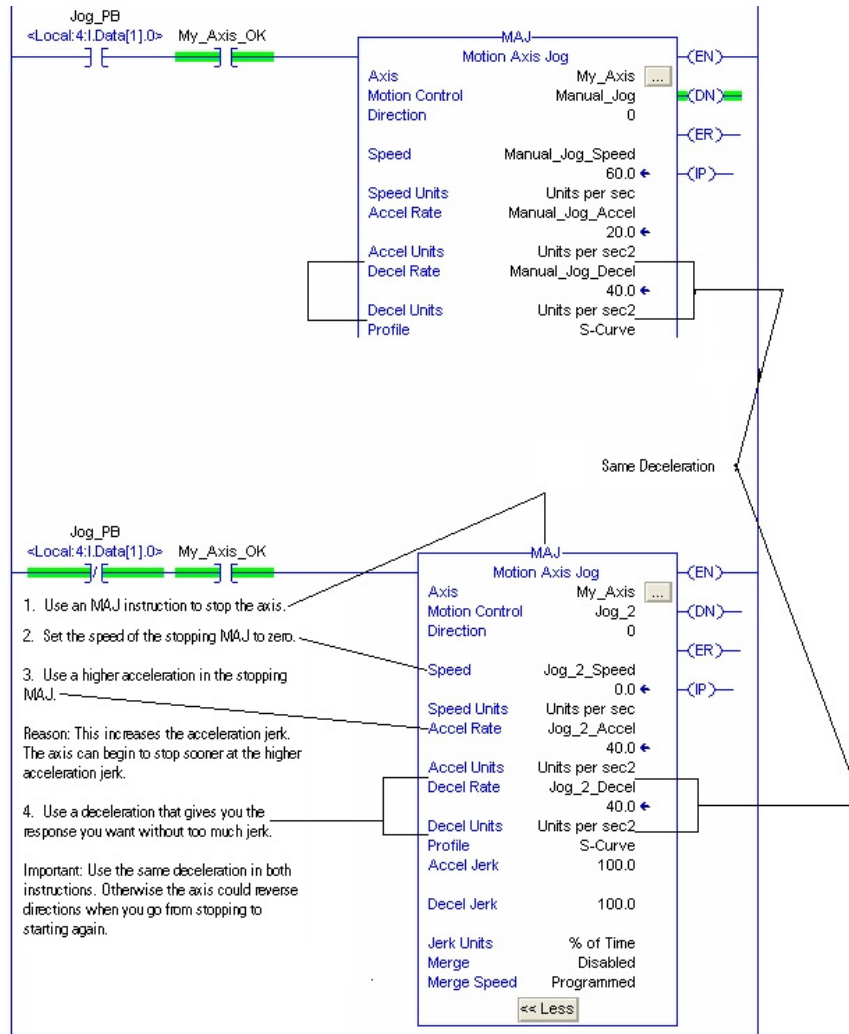 Jog_PB
<Local:4:I.Data[1].0> My_Axis_OK
MAJ
Motion Axis Jog
Axis My_Axis ...
Motion Control Manual_Jog
Direction 0
Speed Manual_Jog_Speed
60.0
Speed Units Units per sec
Accel Rate Manual_Jog_Accel
20.0
Accel Units Units per sec2
Decel Rate Manual_Jog_Decel
40.0
Decel Units Units per sec2
Profile S-Curve
EN
DN
ER
IP
Same Deceleration
Jog_PB
<Local:4:I.Data[1].0> My_Axis_OK
1. Use an MAJ instruction to stop the axis.
2. Set the speed of the stopping MAJ to zero.
3. Use a higher acceleration in the stopping
MAJ.
Reason: This increases the acceleration jerk.
The axis can begin to stop sooner at the higher
acceleration jerk.
4. Use a deceleration that gives you the
response you want without too much jerk.
Important: Use the same deceleration in both
instructions. Otherwise the axis could reverse
directions when you go from stopping to
starting again.
MAJ
Motion Axis Jog
Axis My_Axis ...
Motion Control Jog_2
Direction 0
Speed Jog_2_Speed
0.0
Speed Units Units per sec
Accel Rate Jog_2_Accel
40.0
Accel Units Units per sec2
Decel Rate Jog_2_Decel
40.0
Decel Units Units per sec2
Profile S-Curve
Accel Jerk 100.0
Decel Jerk 100.0
Jerk Units % of Time
Merge Disabled
Merge Speed Programmed
<< Less
EN
DN
ER
IP